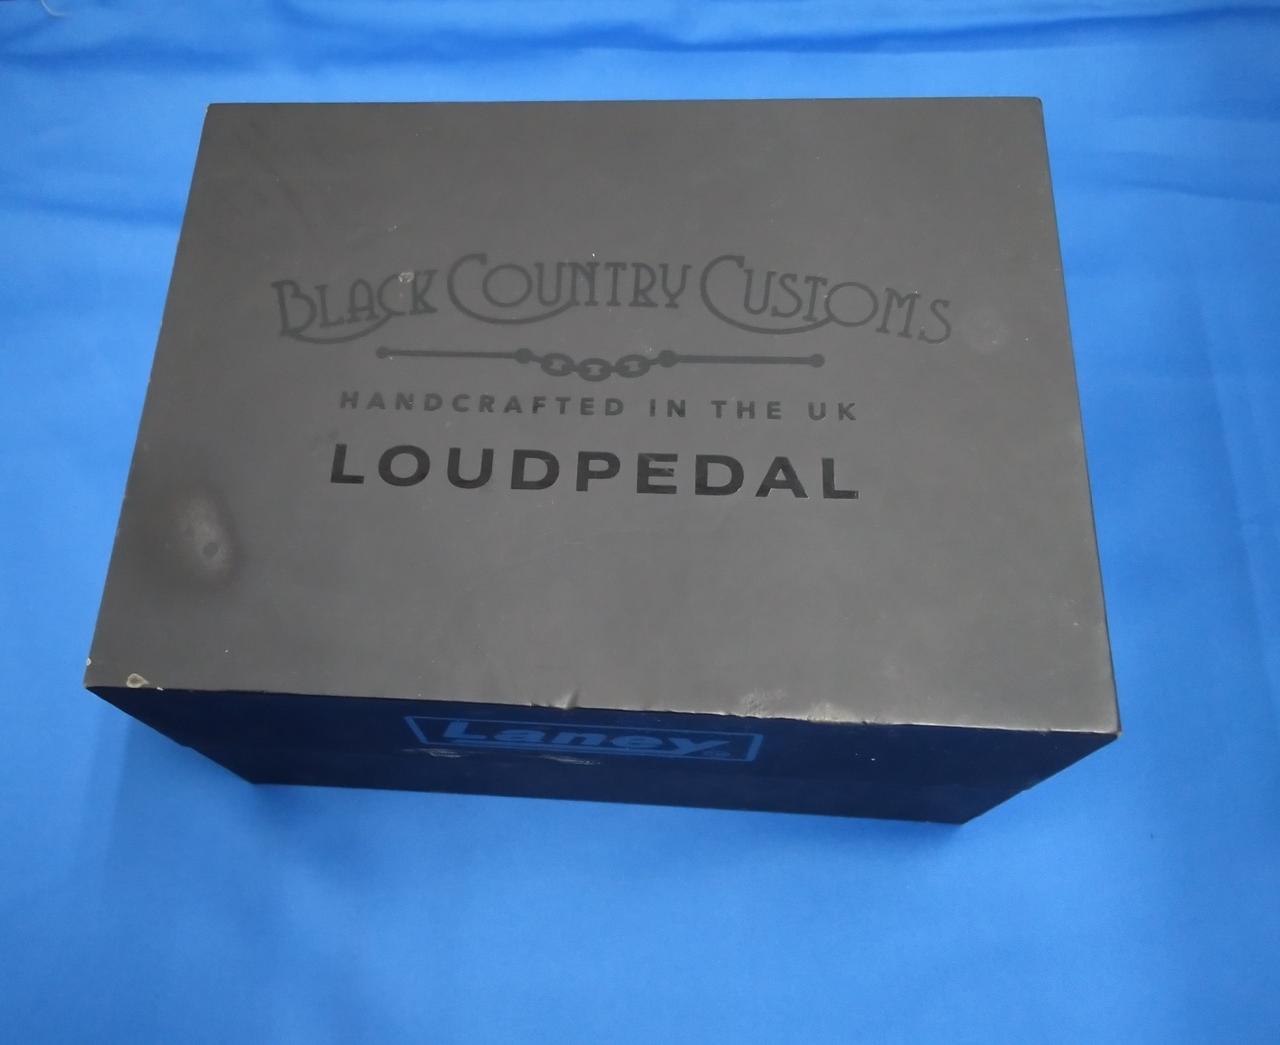 BLACK COUNTRY CUSTOMS
HANDCRAFTED IN THE UK
LOUDPEDAL
Laney